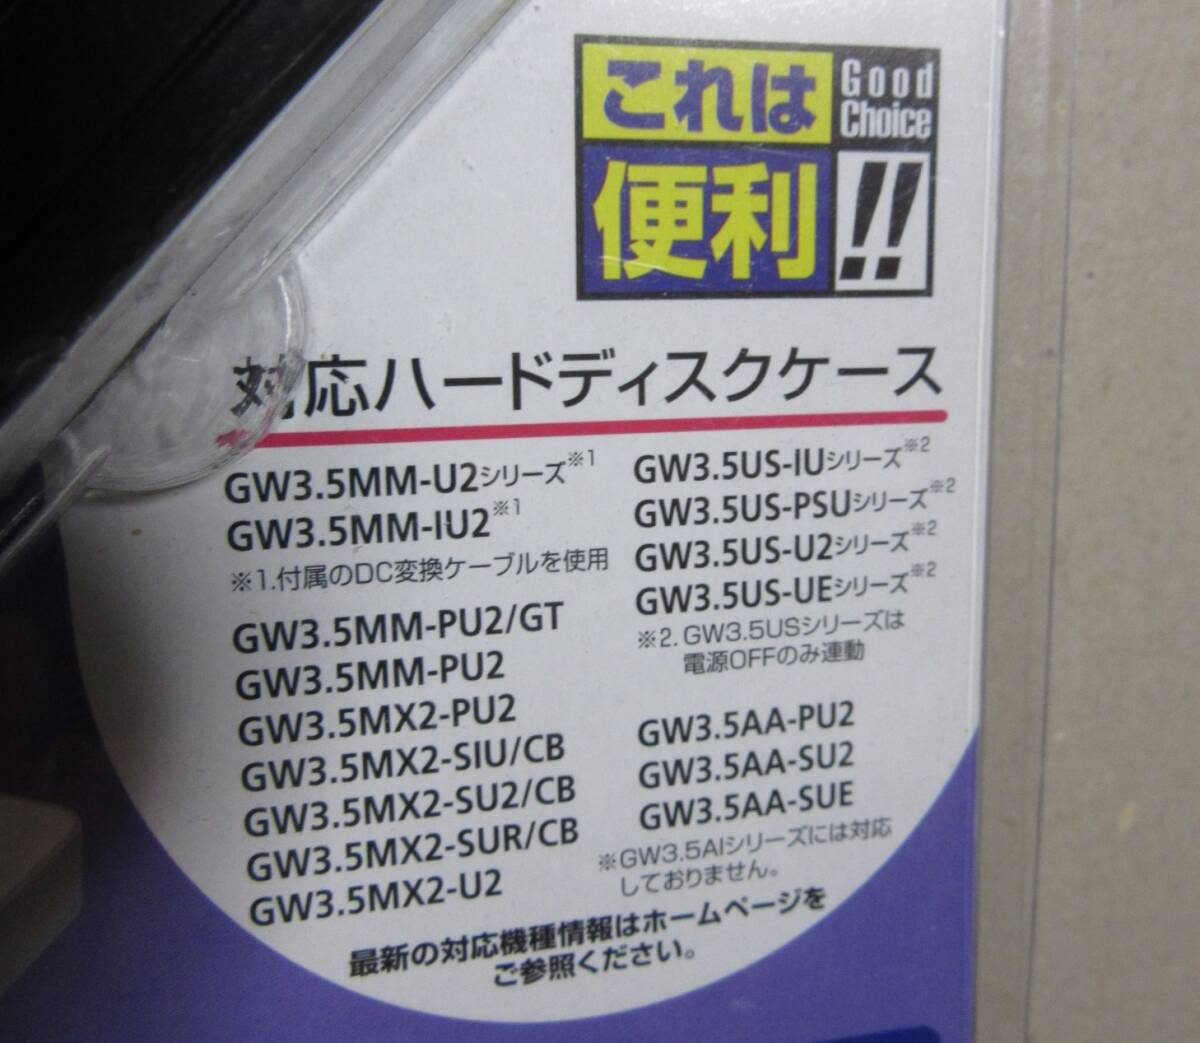 これは
便利
Good
Choice
!!
対応ハードディスクケース
GW3.5MM-U2シリーズ※1
GW3.5MM-IU2※1
※1.付属のDC変換ケーブルを使用
GW3.5MM-PU2/GT
GW3.5MM-PU2
GW3.5MX2-PU2
GW3.5MX2-SIU/CB
GW3.5MX2-SU2/CB
GW3.5MX2-SUR/CB
GW3.5MX2-U2
GW3.5US-IUシリーズ※2
GW3.5US-PSUシリーズ※2
GW3.5US-U2シリーズ※2
GW3.5US-UEシリーズ※2
※2. GW3.5USシリーズは
電源OFFのみ連動
GW3.5AA-PU2
GW3.5AA-SU2
GW3.5AA-SUE
※GW3.5AIシリーズには対応
しておりません。
最新の対応機種情報はホームページを
ご参照ください。